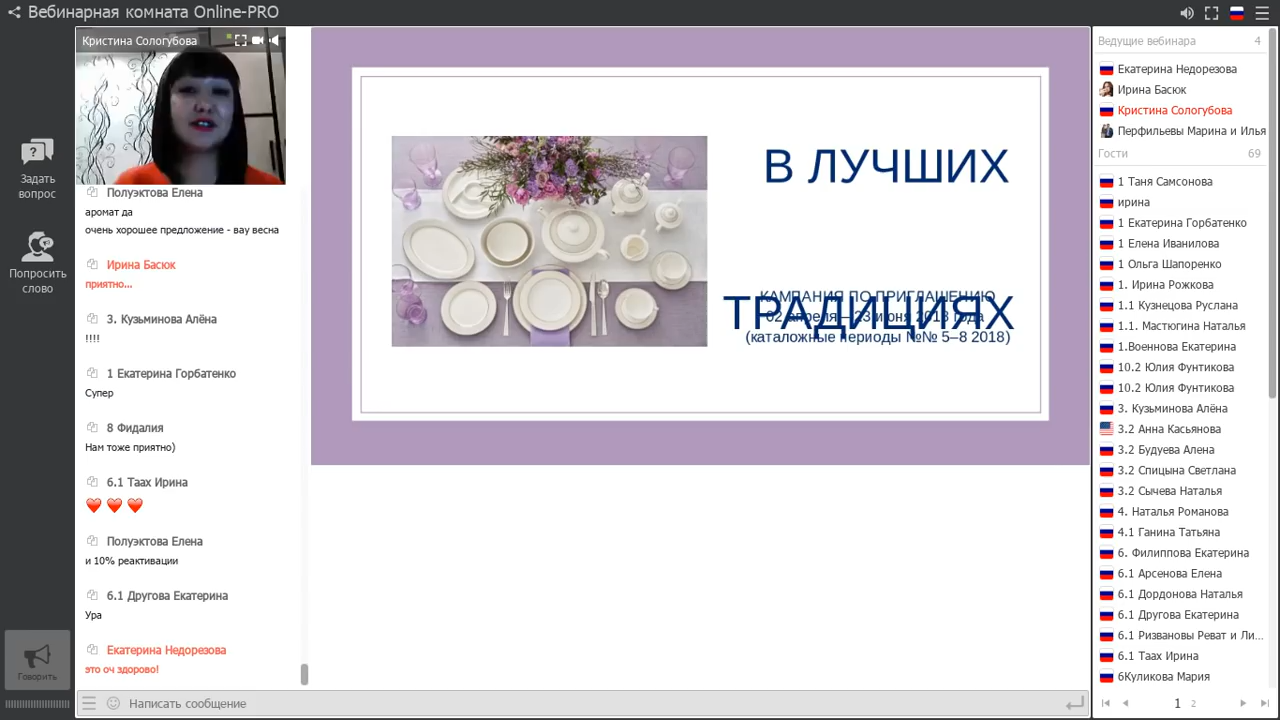 Вебинарная комната Online-PRO
Задать
вопрос
Попросить
слово
Говорить
Кристина Сологубова
Полуэктова Елена
аромат да
очень хорошее предложение - вау весна
Ирина Басюк
приятно...
3. Кузьминова Алёна
!!!!
1 Екатерина Горбатенко
Супер
8 Фидалия
Нам тоже приятно)
6.1 Таах Ирина
Полуэктова Елена
и 10% реактивации
6.1 Другова Екатерина
Ура
Екатерина Недорезова
это оч здорово!
Написать сообщение
В ЛУЧШИХ
ТРАДИЦИЯХ
КАМПАНИЯ ПО ПРИГЛАШЕНИЮ
02 апреля – 23 июня 2018 года
(каталожные периоды №№ 5–8 2018)
Ведущие вебинара 4
Екатерина Недорезова
Ирина Басюк
Кристина Сологубова
Перфильевы Марина и Илья
Гости 69
1 Таня Самсонова
ирина
1 Екатерина Горбатенко
1 Елена Иванилова
1 Ольга Шапоренко
1. Ирина Рожкова
1.1 Кузнецова Руслана
1.1. Мастюгина Наталья
1.Военнова Екатерина
10.2 Юлия Фунтикова
10.2 Юлия Фунтикова
3. Кузьминова Алёна
3.2 Анна Касьянова
3.2 Будуева Алена
3.2 Спицына Светлана
3.2 Сычева Наталья
4. Наталья Романова
4.1 Ганина Татьяна
6. Филиппова Екатерина
6.1 Арсенова Елена
6.1 Дордонова Наталья
6.1 Другова Екатерина
6.1 Ризвановы Реват и Ли...
6.1 Таах Ирина
6Куликова Мария
1 2